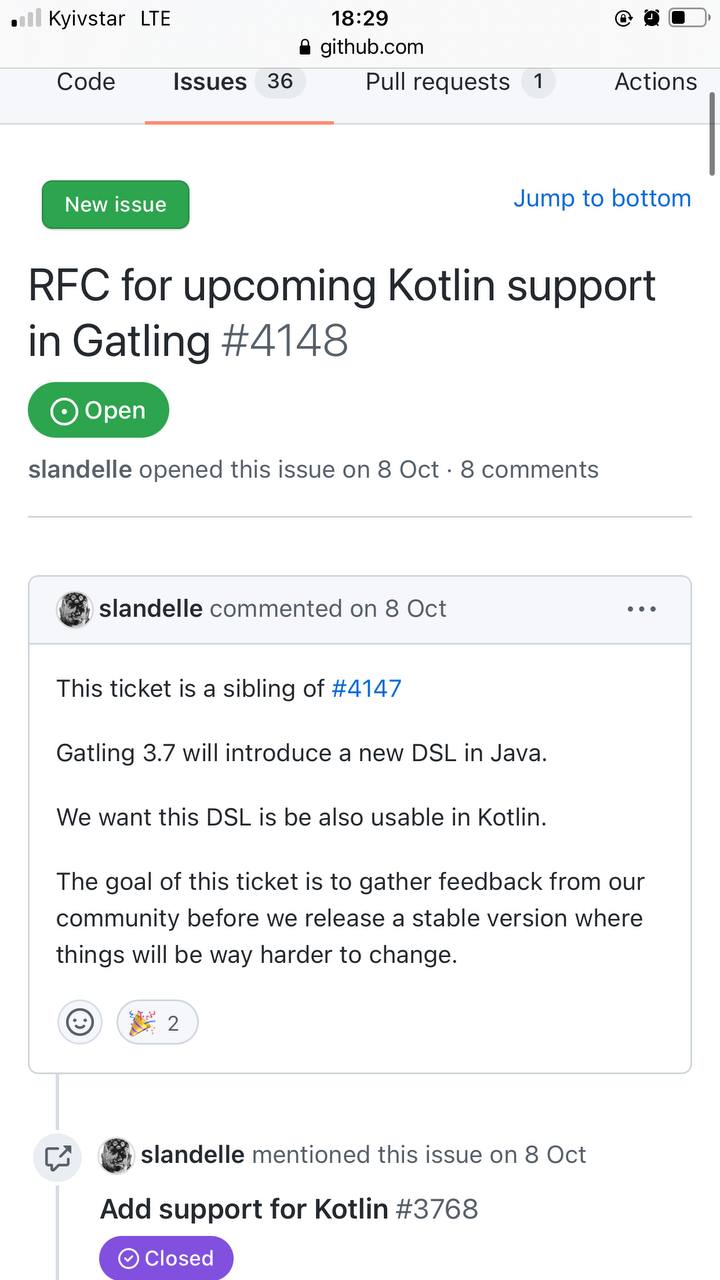 Kyivstar LTE 18:29
github.com
Code Issues 36 Pull requests 1 Actions
New issue Jump to bottom
RFC for upcoming Kotlin support
in Gatling #4148
Open
slandelle opened this issue on 8 Oct · 8 comments
slandelle commented on 8 Oct
This ticket is a sibling of #4147
Gatling 3.7 will introduce a new DSL in Java.
We want this DSL is be also usable in Kotlin.
The goal of this ticket is to gather feedback from our
community before we release a stable version where
things will be way harder to change.
2
slandelle mentioned this issue on 8 Oct
Add support for Kotlin #3768
Closed